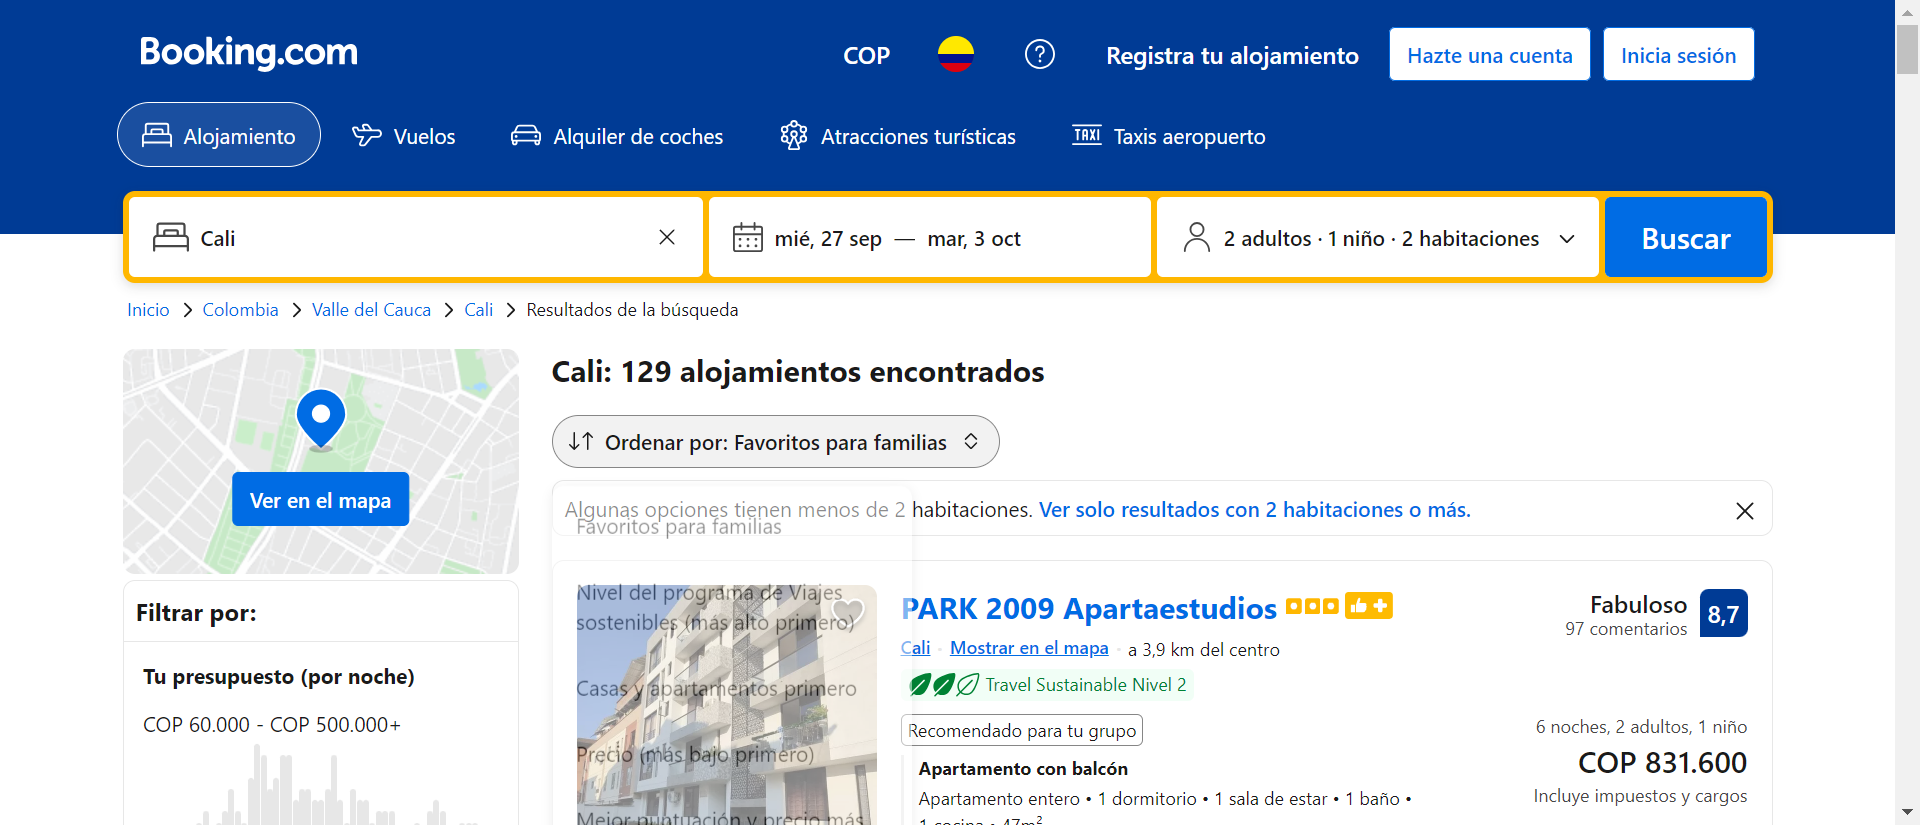 Booking.com
COP
Registra tu alojamiento
Hazte una cuenta
Inicia sesión
Alojamiento
Vuelos
Alquiler de coches
Atracciones turísticas
TAXI
Taxis aeropuerto
Cali
mié, 27 sep — mar, 3 oct
2 adultos · 1 niño · 2 habitaciones
Buscar
Inicio > Colombia > Valle del Cauca > Cali > Resultados de la búsqueda
Ver en el mapa
Filtrar por:
Tu presupuesto (por noche)
COP 60.000 - COP 500.000+
Cali: 129 alojamientos encontrados
Ordenar por: Favoritos para familias
Algunas opciones tienen menos de 2 habitaciones. Ver solo resultados con 2 habitaciones o más.
Favoritos para familias
Nivel del programa de Viajes
sostenibles (más alto primero)
Casas y apartamentos primero
Precio (más bajo primero)
Mejor puntuación y precio más
PARK 2009 Apartaestudios
Cali · Mostrar en el mapa · a 3,9 km del centro
Travel Sustainable Nivel 2
Recomendado para tu grupo
Apartamento con balcón
Apartamento entero • 1 dormitorio • 1 sala de estar • 1 baño •
1 cocina • 47m²
Fabuloso
97 comentarios
8,7
6 noches, 2 adultos, 1 niño
COP 831.600
Incluye impuestos y cargos